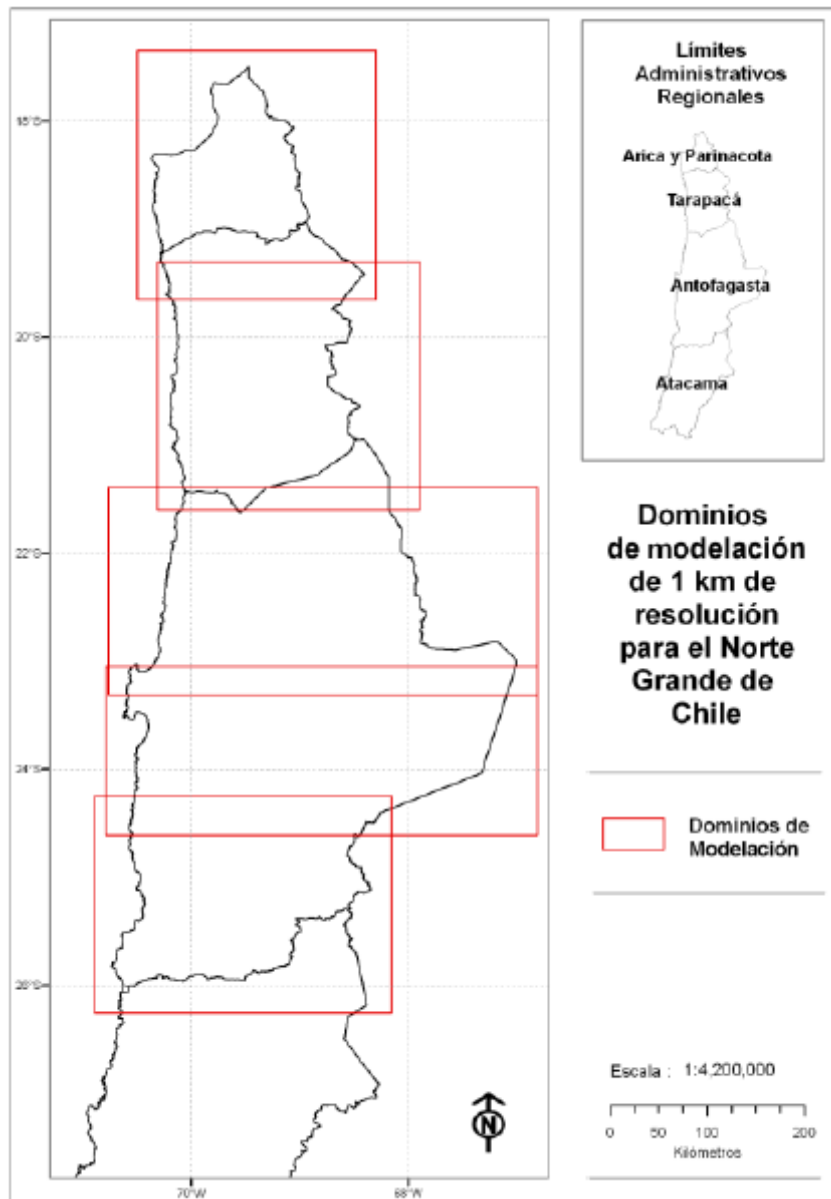 Límites
Administrativos
Regionales
Arica y Parinacota
Tarapacá
Antofagasta
Atacama
18°S
20°S
22°S
24°S
26°S
70°W
68°W
N
Dominios
de modelación
de 1 km de
resolución
para el Norte
Grande de
Chile
Dominios de
Modelación
Escala : 1:4,200,000
0 50 100 200
Kilómetros